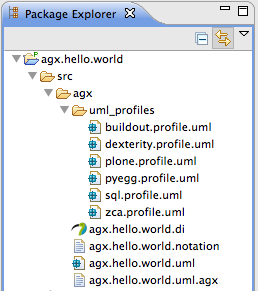 Package Explorer
agx.hello.world
src
agx
uml_profiles
buildout.profile.uml
dexterity.profile.uml
plone.profile.uml
pyegg.profile.uml
sql.profile.uml
zca.profile.uml
agx.hello.world.di
agx.hello.world.notation
agx.hello.world.uml
agx.hello.world.uml.agx